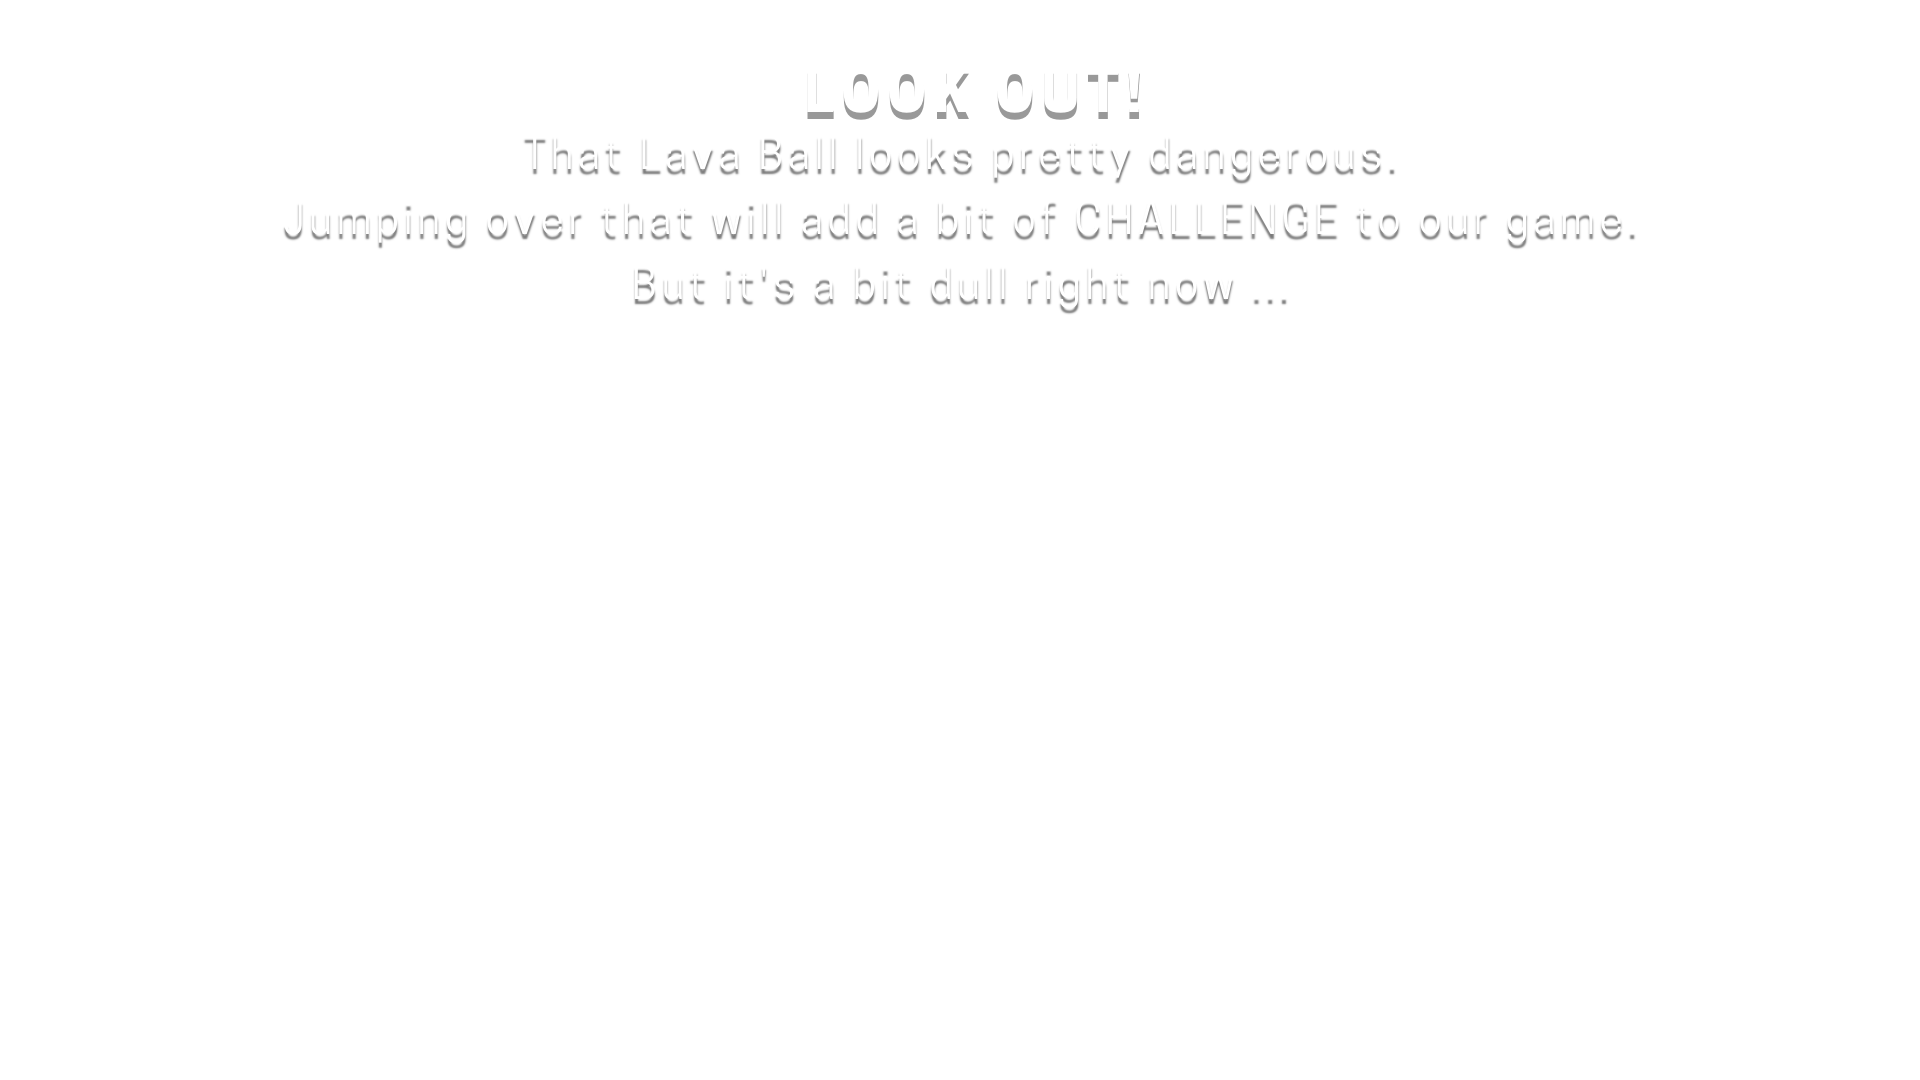 LOOK OUT!
That Lava Ball looks pretty dangerous.
Jumping over that will add a bit of CHALLENGE to our game.
But it's a bit dull right now ...